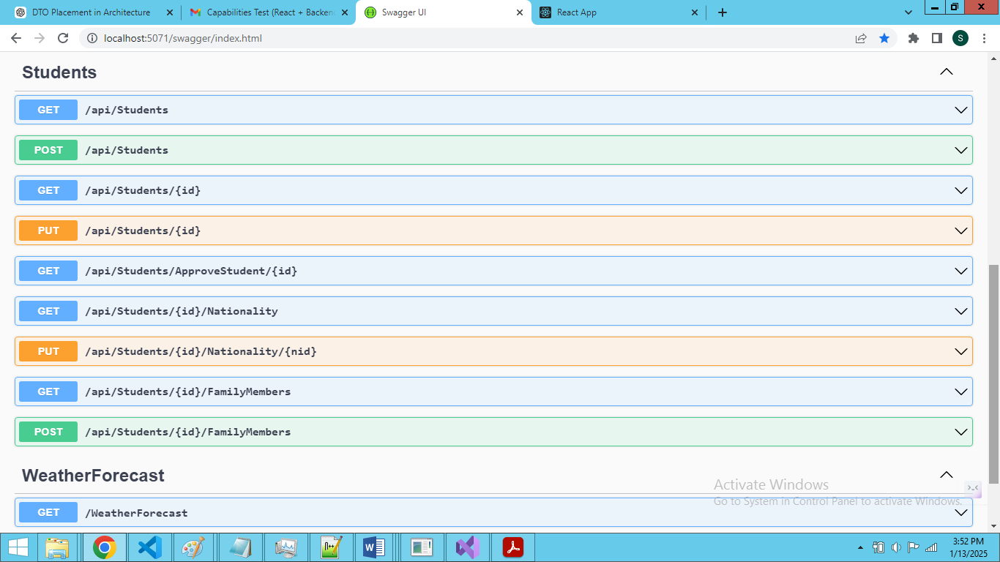 DTO Placement in Architecture
Capabilities Test (React + Backen
Swagger UI
React App
localhost:5071/swagger/index.html
S
Students
GET /api/Students
POST /api/Students
GET /api/Students/{id}
PUT /api/Students/{id}
GET /api/Students/ApproveStudent/{id}
GET /api/Students/{id}/Nationality
PUT /api/Students/{id}/Nationality/{nid}
GET /api/Students/{id}/FamilyMembers
POST /api/Students/{id}/FamilyMembers
WeatherForecast
Activate Windows
Go to System in Control Panel to activate Windows.
GET /WeatherForecast
3:52 PM
1/13/2025